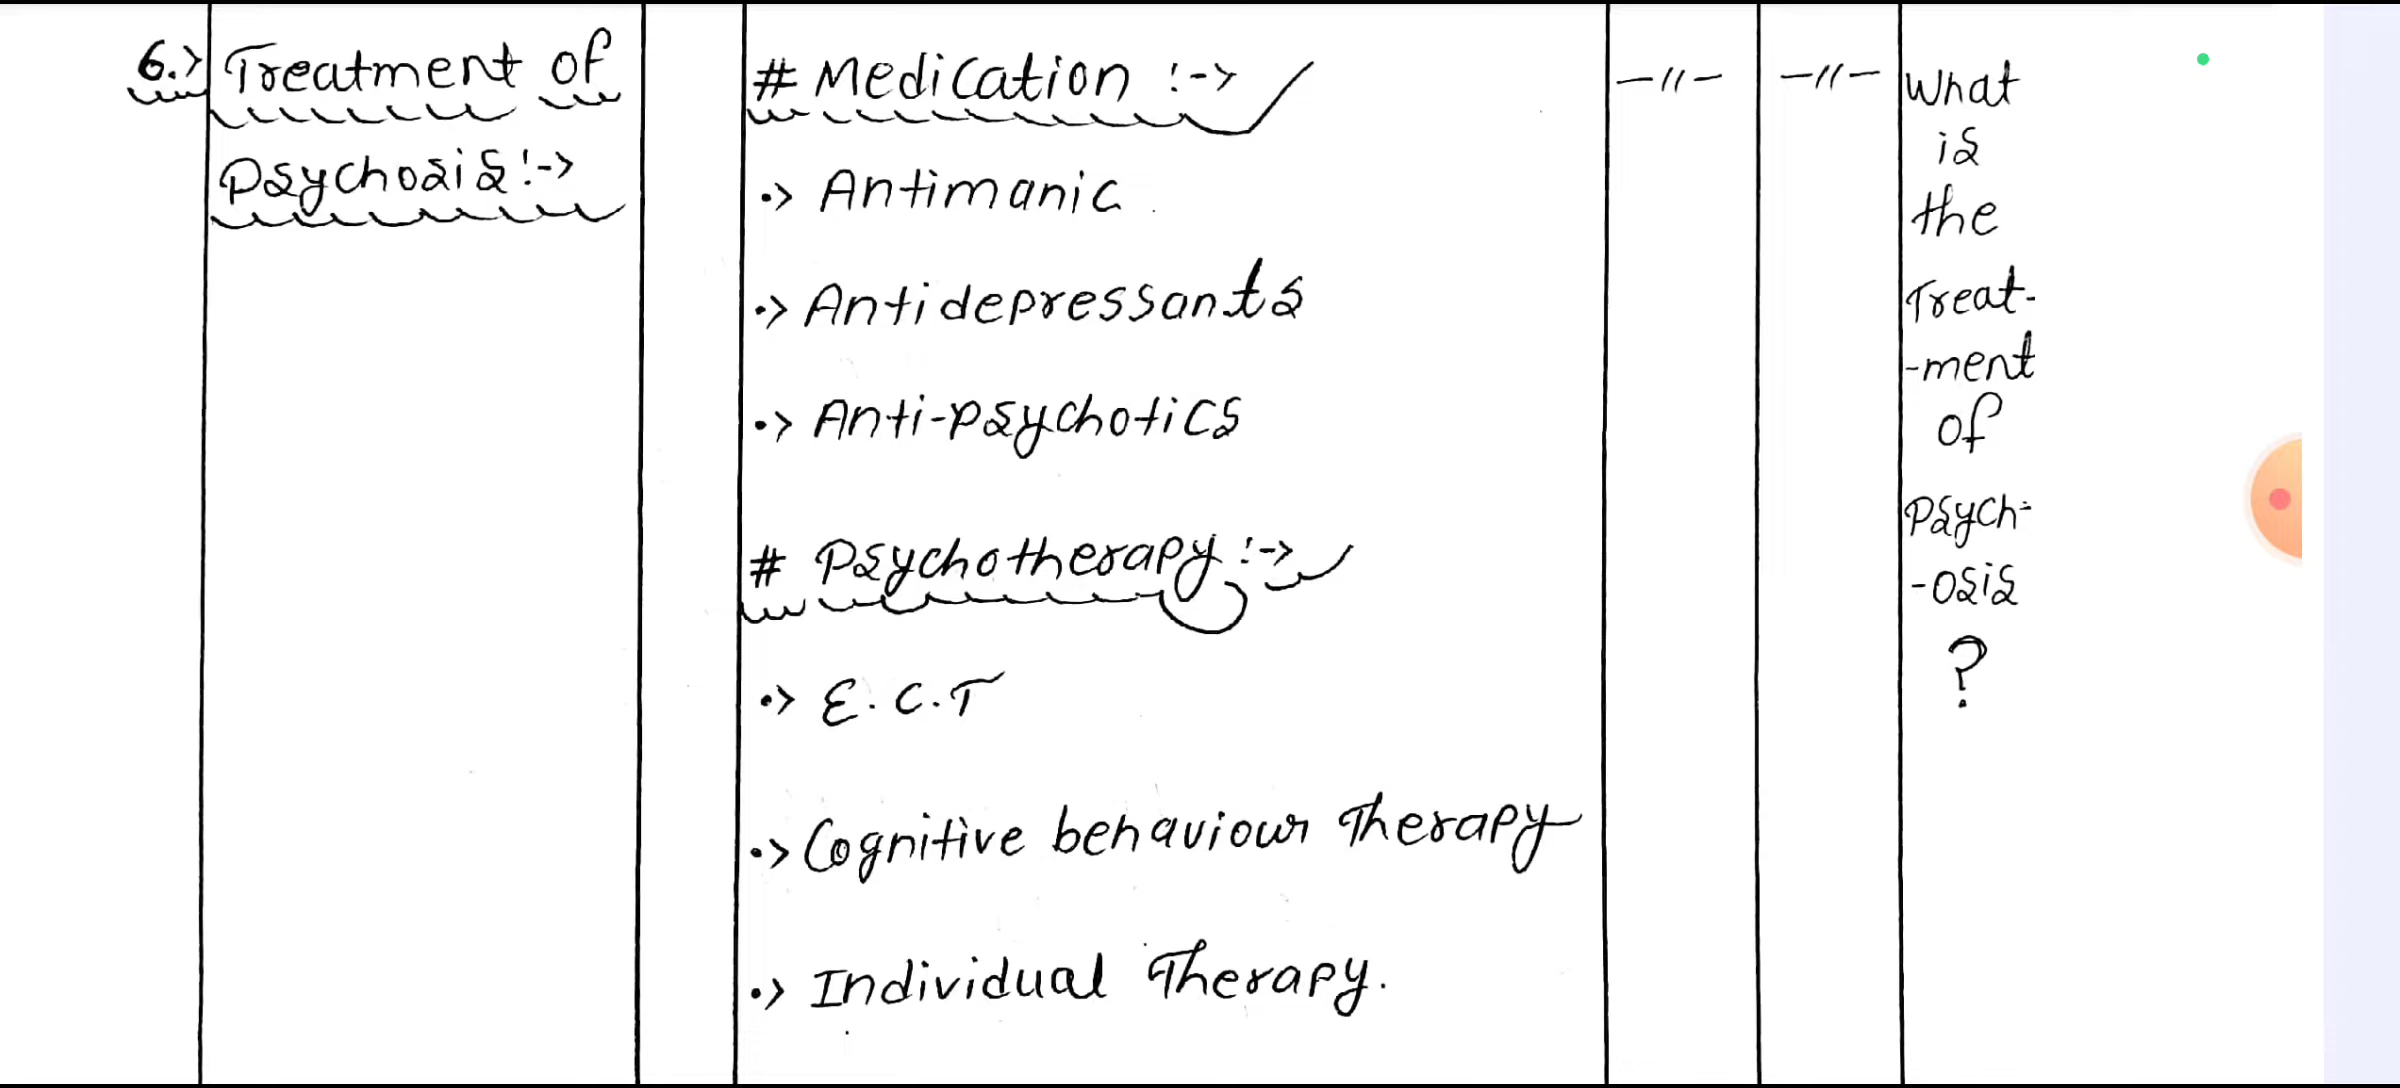 6.> Treatment of
Psychosis:->
# Medication :->
•> Antimanic
•> Antidepressants
•> Anti-psychotics
# Psychotherapy:->
•> E.C.T
•> Cognitive behaviour Therapy
•> Individual Therapy.
-//-
-//-
What
is
the
Treat-
-ment
of
Psych-
-osis
?